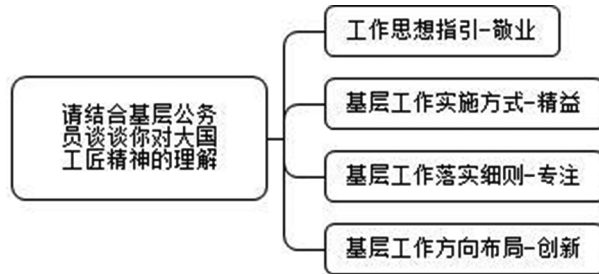 请结合基层公务
员谈谈你对大国
工匠精神的理解
工作思想指引-敬业
基层工作实施方式-精益
基层工作落实细则-专注
基层工作方向布局-创新